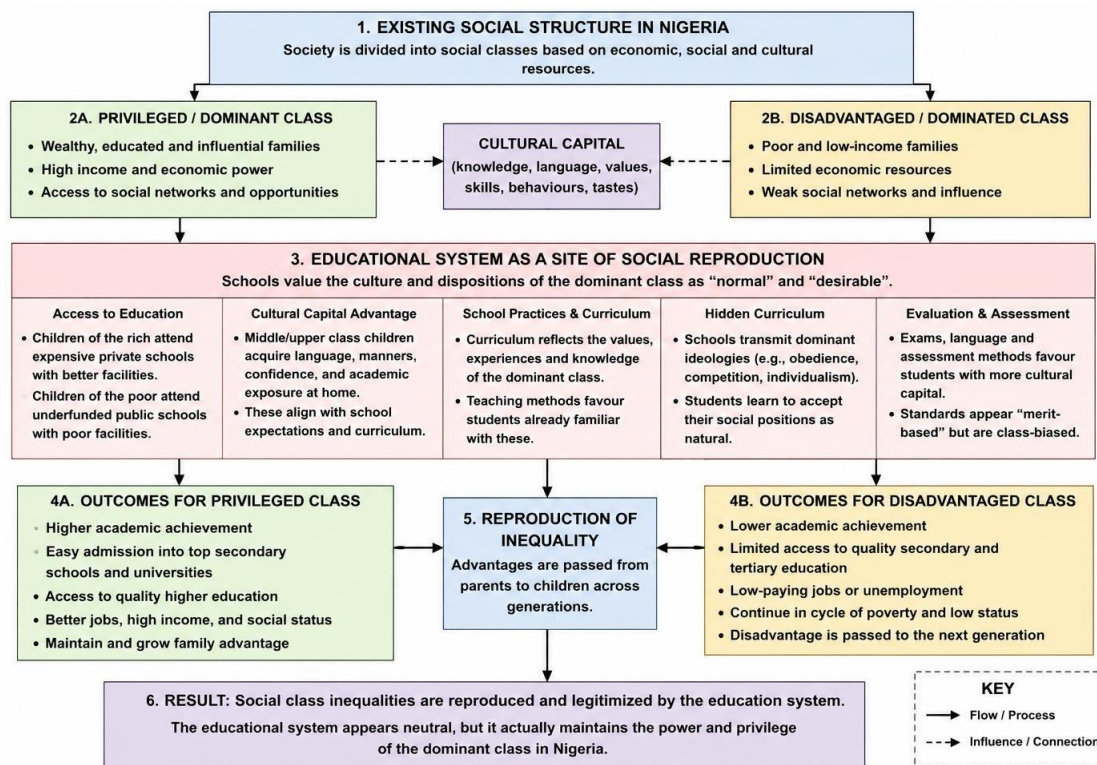 1. EXISTING SOCIAL STRUCTURE IN NIGERIA
Society is divided into social classes based on economic, social and cultural
resources.
2A. PRIVILEGED / DOMINANT CLASS
• Wealthy, educated and influential families
• High income and economic power
• Access to social networks and opportunities
CULTURAL CAPITAL
(knowledge, language, values,
skills, behaviours, tastes)
2B. DISADVANTAGED / DOMINATED CLASS
• Poor and low-income families
• Limited economic resources
• Weak social networks and influence
3. EDUCATIONAL SYSTEM AS A SITE OF SOCIAL REPRODUCTION
Schools value the culture and dispositions of the dominant class as “normal” and “desirable”.
Access to Education
• Children of the rich attend
expensive private schools
with better facilities.
• Children of the poor attend
underfunded public schools
with poor facilities.
Cultural Capital Advantage
• Middle/upper class children
acquire language, manners,
confidence, and academic
exposure at home.
• These align with school
expectations and curriculum.
School Practices & Curriculum
• Curriculum reflects the values,
experiences and knowledge
of the dominant class.
• Teaching methods favour
students already familiar
with these.
Hidden Curriculum
• Schools transmit dominant
ideologies (e.g., obedience,
competition, individualism).
• Students learn to accept
their social positions as
natural.
Evaluation & Assessment
• Exams, language and
assessment methods favour
students with more cultural
capital.
• Standards appear “merit-
based” but are class-biased.
4A. OUTCOMES FOR PRIVILEGED CLASS
• Higher academic achievement
• Easy admission into top secondary
schools and universities
• Access to quality higher education
• Better jobs, high income, and social status
• Maintain and grow family advantage
5. REPRODUCTION OF
INEQUALITY
Advantages are passed from
parents to children across
generations.
4B. OUTCOMES FOR DISADVANTAGED CLASS
• Lower academic achievement
• Limited access to quality secondary and
tertiary education
• Low-paying jobs or unemployment
• Continue in cycle of poverty and low status
• Disadvantage is passed to the next generation
6. RESULT: Social class inequalities are reproduced and legitimized by the education system.
The educational system appears neutral, but it actually maintains the power and privilege
of the dominant class in Nigeria.
KEY
Flow / Process
Influence / Connection